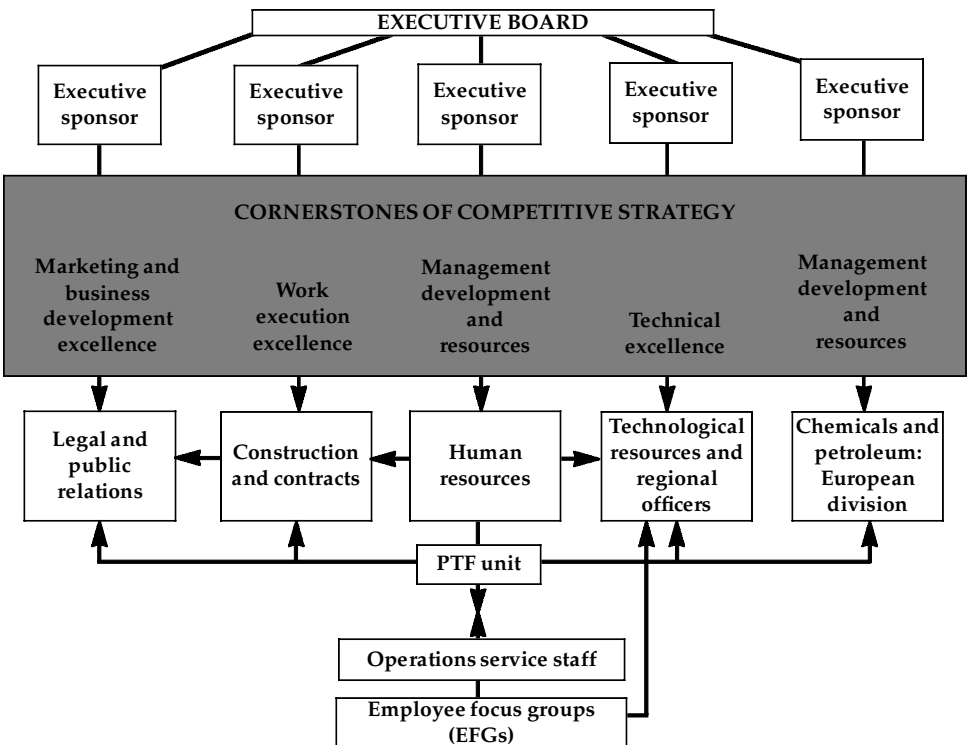 EXECUTIVE BOARD
Executive
sponsor
Executive
sponsor
Executive
sponsor
Executive
sponsor
Executive
sponsor
CORNERSTONES OF COMPETITIVE STRATEGY
Marketing and
business
development
excellence
Work
execution
excellence
Management
development
and
resources
Technical
excellence
Management
development
and
resources
Legal and
public
relations
Construction
and contracts
Human
resources
Technological
resources and
regional
officers
Chemicals and
petroleum:
European
division
PTF unit
Operations service staff
Employee focus groups
(EFGs)